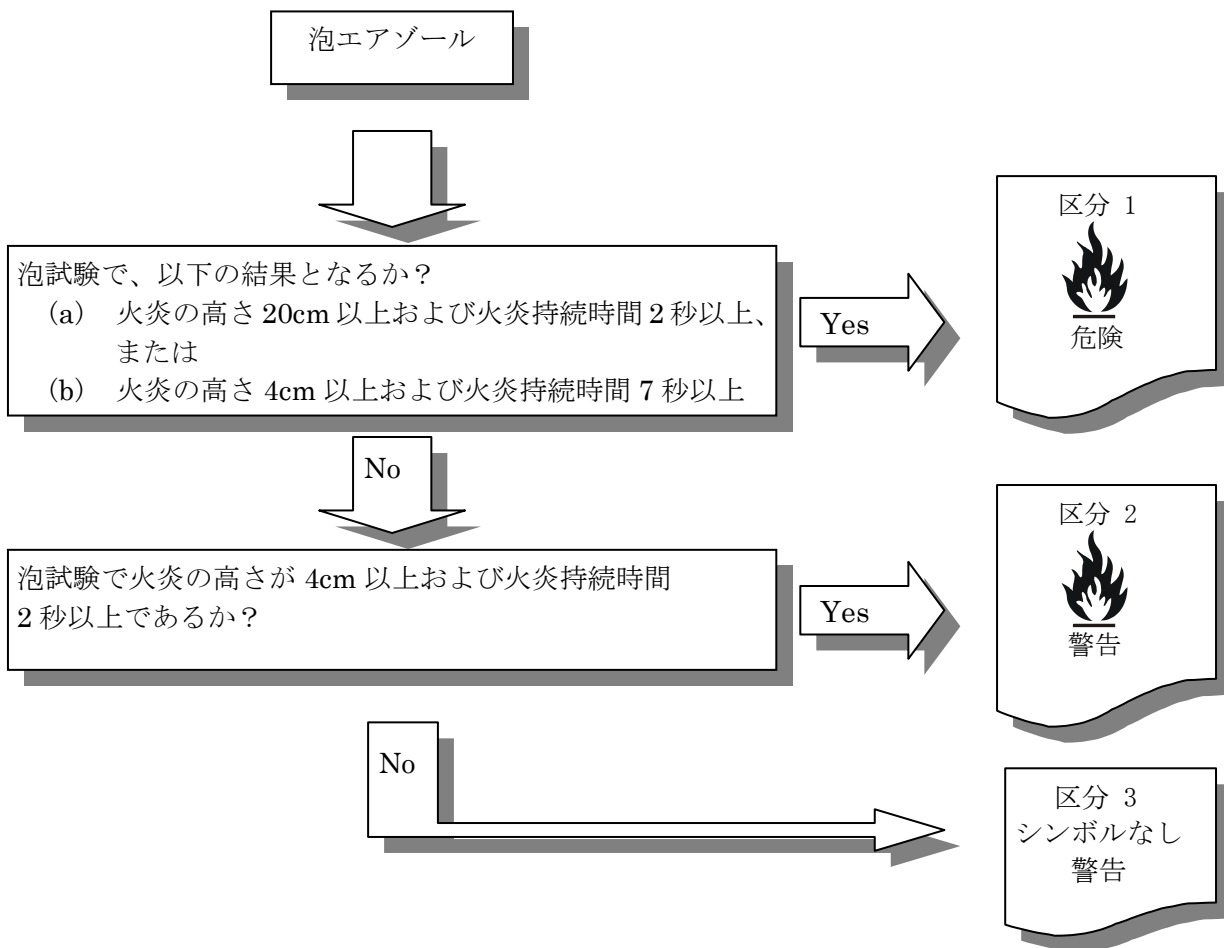 泡エアゾール
泡試験で、以下の結果となるか？
(a) 火炎の高さ 20cm 以上および火炎持続時間 2 秒以上、
または
(b) 火炎の高さ 4cm 以上および火炎持続時間 7 秒以上
Yes
区分 1
危険
No
泡試験で火炎の高さが 4cm 以上および火炎持続時間
2 秒以上であるか？
Yes
区分 2
警告
No
区分 3
シンボルなし
警告